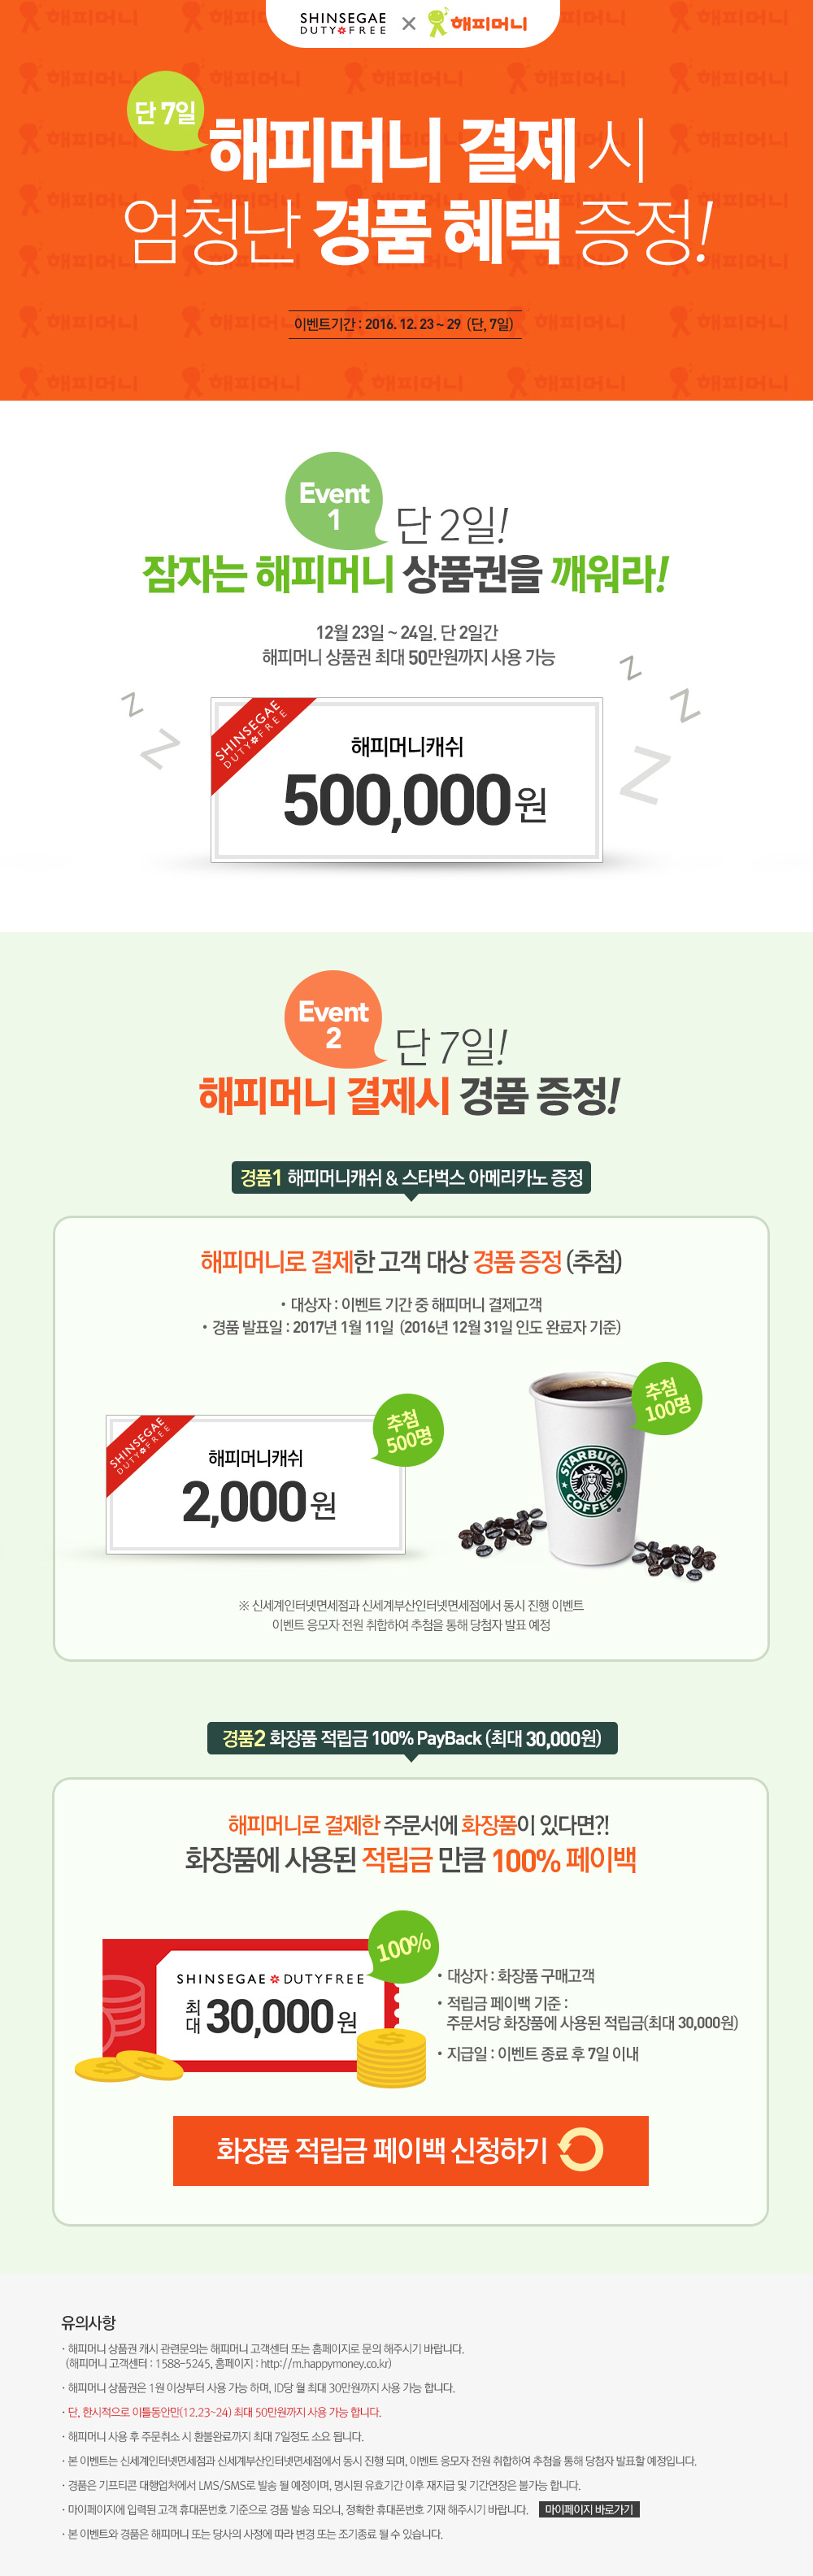 SHINSEGAE
DUTY FREE
해피머니
단 7일
해피머니 결제 시
엄청난 경품 혜택 증정!
이벤트기간 : 2016. 12. 23 ~ 29 (단, 7일)
Event
1
단 2일!
잠자는 해피머니 상품권을 깨워라!
12월 23일 ~ 24일. 단 2일간
해피머니 상품권 최대 50만원까지 사용 가능
z
z
Z
z
Z
SHINSEGAE
DUTY FREE
해피머니캐쉬
500,000원
Event
2
단 7일!
해피머니 결제시 경품 증정!
경품1 해피머니캐쉬 & 스타벅스 아메리카노 증정
해피머니로 결제한 고객 대상 경품 증정 (추첨)
• 대상자 : 이벤트 기간 중 해피머니 결제고객
• 경품 발표일 : 2017년 1월 11일 (2016년 12월 31일 인도 완료자 기준)
SHINSEGAE
DUTY FREE
해피머니캐쉬
2,000원
추첨
500명
추첨
100명
STARBUCKS
COFFEE
※ 신세계인터넷면세점과 신세계부산인터넷면세점에서 동시 진행 이벤트
이벤트 응모자 전원 취합하여 추첨을 통해 당첨자 발표 예정
경품2 화장품 적립금 100% PayBack (최대 30,000원)
해피머니로 결제한 주문서에 화장품이 있다면?!
화장품에 사용된 적립금 만큼 100% 페이백
100%
SHINSEGAE DUTYFREE
최대 30,000원
• 대상자 : 화장품 구매고객
• 적립금 페이백 기준 :
주문서당 화장품에 사용된 적립금(최대 30,000원)
• 지급일 : 이벤트 종료 후 7일 이내
화장품 적립금 페이백 신청하기
유의사항
· 해피머니 상품권 캐시 관련문의는 해피머니 고객센터 또는 홈페이지로 문의 해주시기 바랍니다.
(해피머니 고객센터 : 1588-5245, 홈페이지 : http://m.happymoney.co.kr)
· 해피머니 상품권은 1원 이상부터 사용 가능 하며, ID당 월 최대 30만원까지 사용 가능 합니다.
· 단, 한시적으로 이틀동안만(12.23~24) 최대 50만원까지 사용 가능 합니다.
· 해피머니 사용 후 주문취소 시 환불완료까지 최대 7일정도 소요 됩니다.
· 본 이벤트는 신세계인터넷면세점과 신세계부산인터넷면세점에서 동시 진행 되며, 이벤트 응모자 전원 취합하여 추첨을 통해 당첨자 발표할 예정입니다.
· 경품은 기프티콘 대행업처에서 LMS/SMS로 발송 될 예정이며, 명시된 유효기간 이후 재지급 및 기간연장은 불가능 합니다.
· 마이페이지에 입력된 고객 휴대폰번호 기준으로 경품 발송 되오니, 정확한 휴대폰번호 기재 해주시기 바랍니다. 마이페이지 바로가기
· 본 이벤트와 경품은 해피머니 또는 당사의 사정에 따라 변경 또는 조기종료 될 수 있습니다.